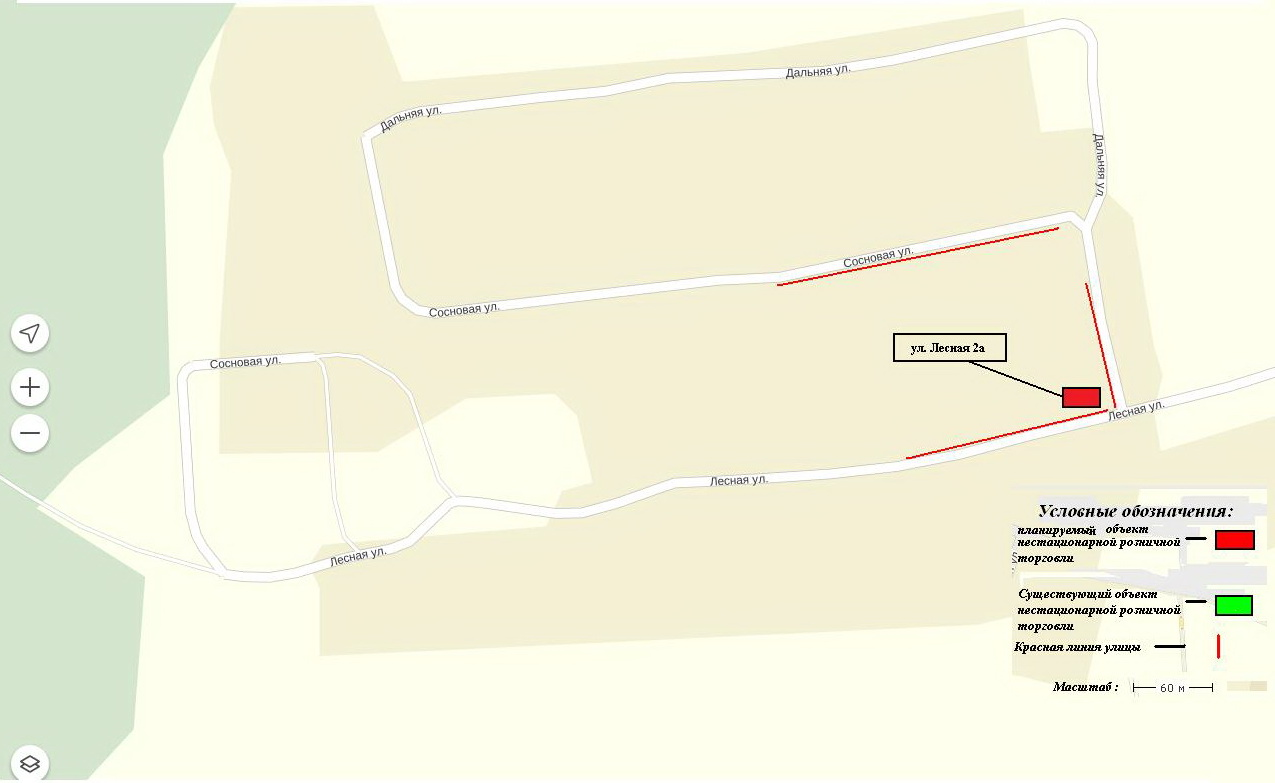 Дальняя ул.
Дальняя ул.
Дальняя ул.
Сосновая ул.
Сосновая ул.
ул. Лесная 2а
Сосновая ул.
Лесная ул.
Лесная ул.
Лесная ул.
Условные обозначения:
планируемый объект
нестационарной розничной
торговли
Существующий объект
нестационарной розничной
торговли
Красная линия улицы
Масштаб : 60 м